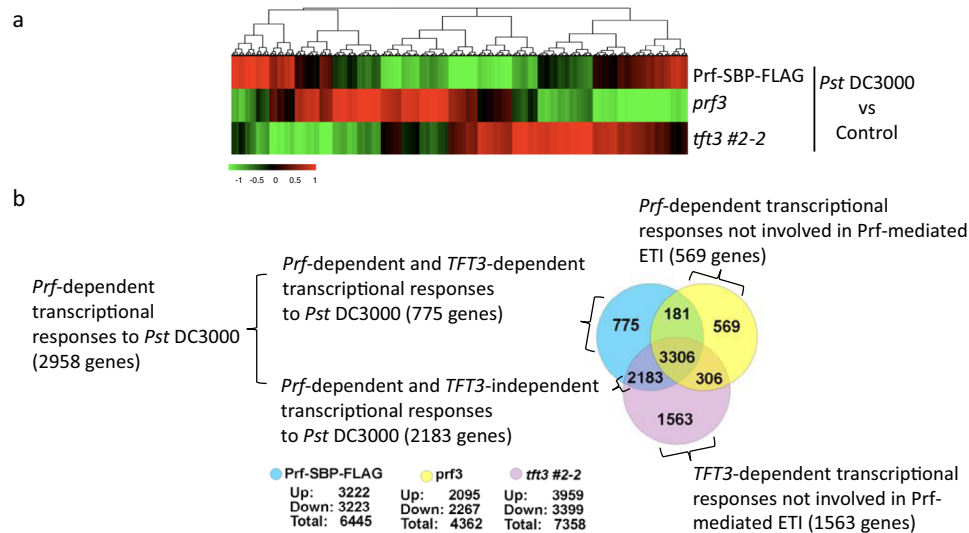 a
Prf-SBP-FLAG
prf3
tft3 #2-2
Pst DC3000
vs
Control
-1 -0.5 0 0.5 1
b
Prf-dependent transcriptional
responses not involved in Prf-mediated
ETI (569 genes)
Prf-dependent
transcriptional
responses to Pst DC3000
(2958 genes)
Prf-dependent and TFT3-dependent
transcriptional responses
to Pst DC3000 (775 genes)
Prf-dependent and TFT3-independent
transcriptional responses
to Pst DC3000 (2183 genes)
775
181
569
3306
2183
306
1563
Prf-SBP-FLAG
Up: 3222
Down: 3223
Total: 6445
prf3
Up: 2095
Down: 2267
Total: 4362
tft3 #2-2
Up: 3959
Down: 3399
Total: 7358
TFT3-dependent transcriptional
responses not involved in Prf-
mediated ETI (1563 genes)